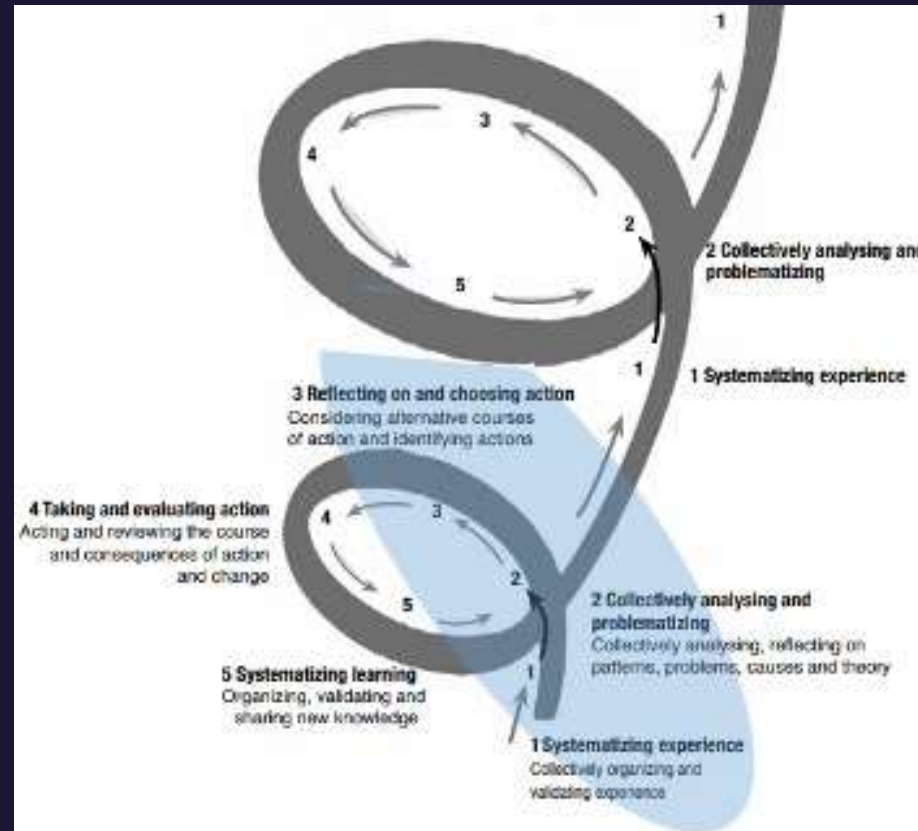 1
3
4
2
5
2 Collectively analysing and
problematizing
1
1 Systematizing experience
3 Reflecting on and choosing action
Considering alternative courses
of action and identifying actions
4 Taking and evaluating action
Acting and reviewing the course
and consequences of action
and change
4
3
2
5
2 Collectively analysing and
problematizing
Collectively analysing, reflecting on
patterns, problems, causes and theory
5 Systematizing learning
Organizing, validating and
sharing new knowledge
1
1 Systematizing experience
Collectively organizing and
validating experience